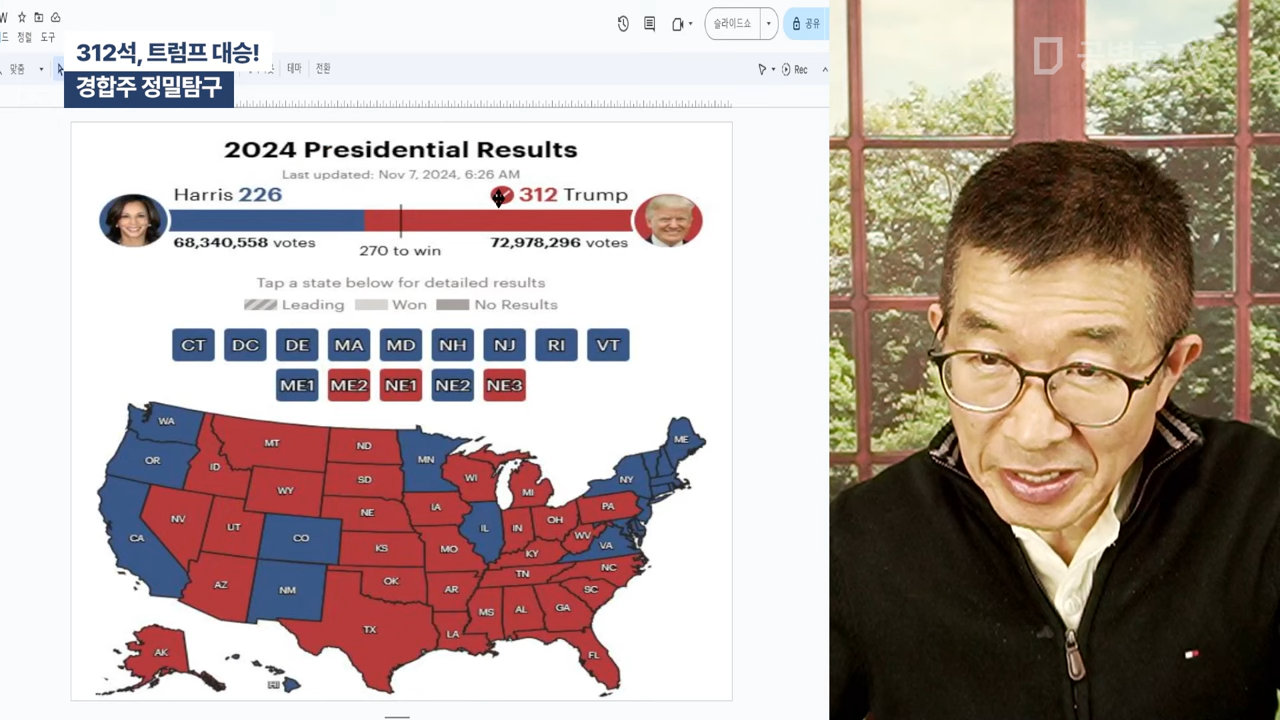 W
슬라이드쇼
공유
정렬 도구
312석, 트럼프 대승!
경합주 정밀탐구
맞춤
테마 전환
Rec
2024 Presidential Results
Last updated: Nov 7, 2024, 6:26 AM
Harris 226
312 Trump
68,340,558 votes
270 to win
72,978,296 votes
Tap a state below for detailed results
Leading Won No Results
CT DC DE MA MD NH NJ RI VT
ME1 ME2 NE1 NE2 NE3
WA
OR
CA
ID
NV
MT
WY
UT
AZ
CO
NM
ND
SD
NE
KS
OK
TX
MN
IA
MO
AR
LA
WI
IL
MS
MI
IN
KY
TN
AL
OH
WV
GA
FL
PA
VA
NC
SC
NY
ME
AK
HI